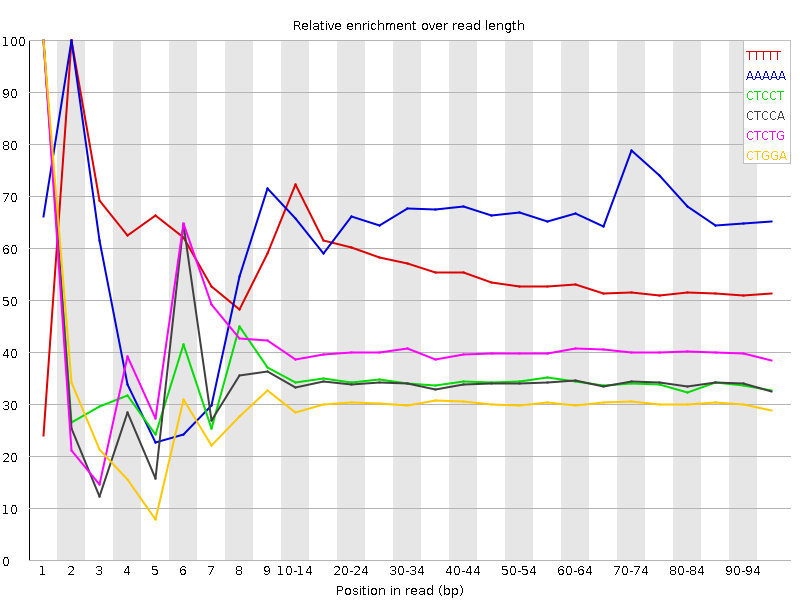 Relative enrichment over read length
100
90
80
70
60
50
40
30
20
10
0
TTTTT
AAAAA
CTCCT
CTCCA
CTCTG
CTGGA
1 2 3 4 5 6 7 8 9 10-14 20-24 30-34 40-44 50-54 60-64 70-74 80-84 90-94
Position in read (bp)